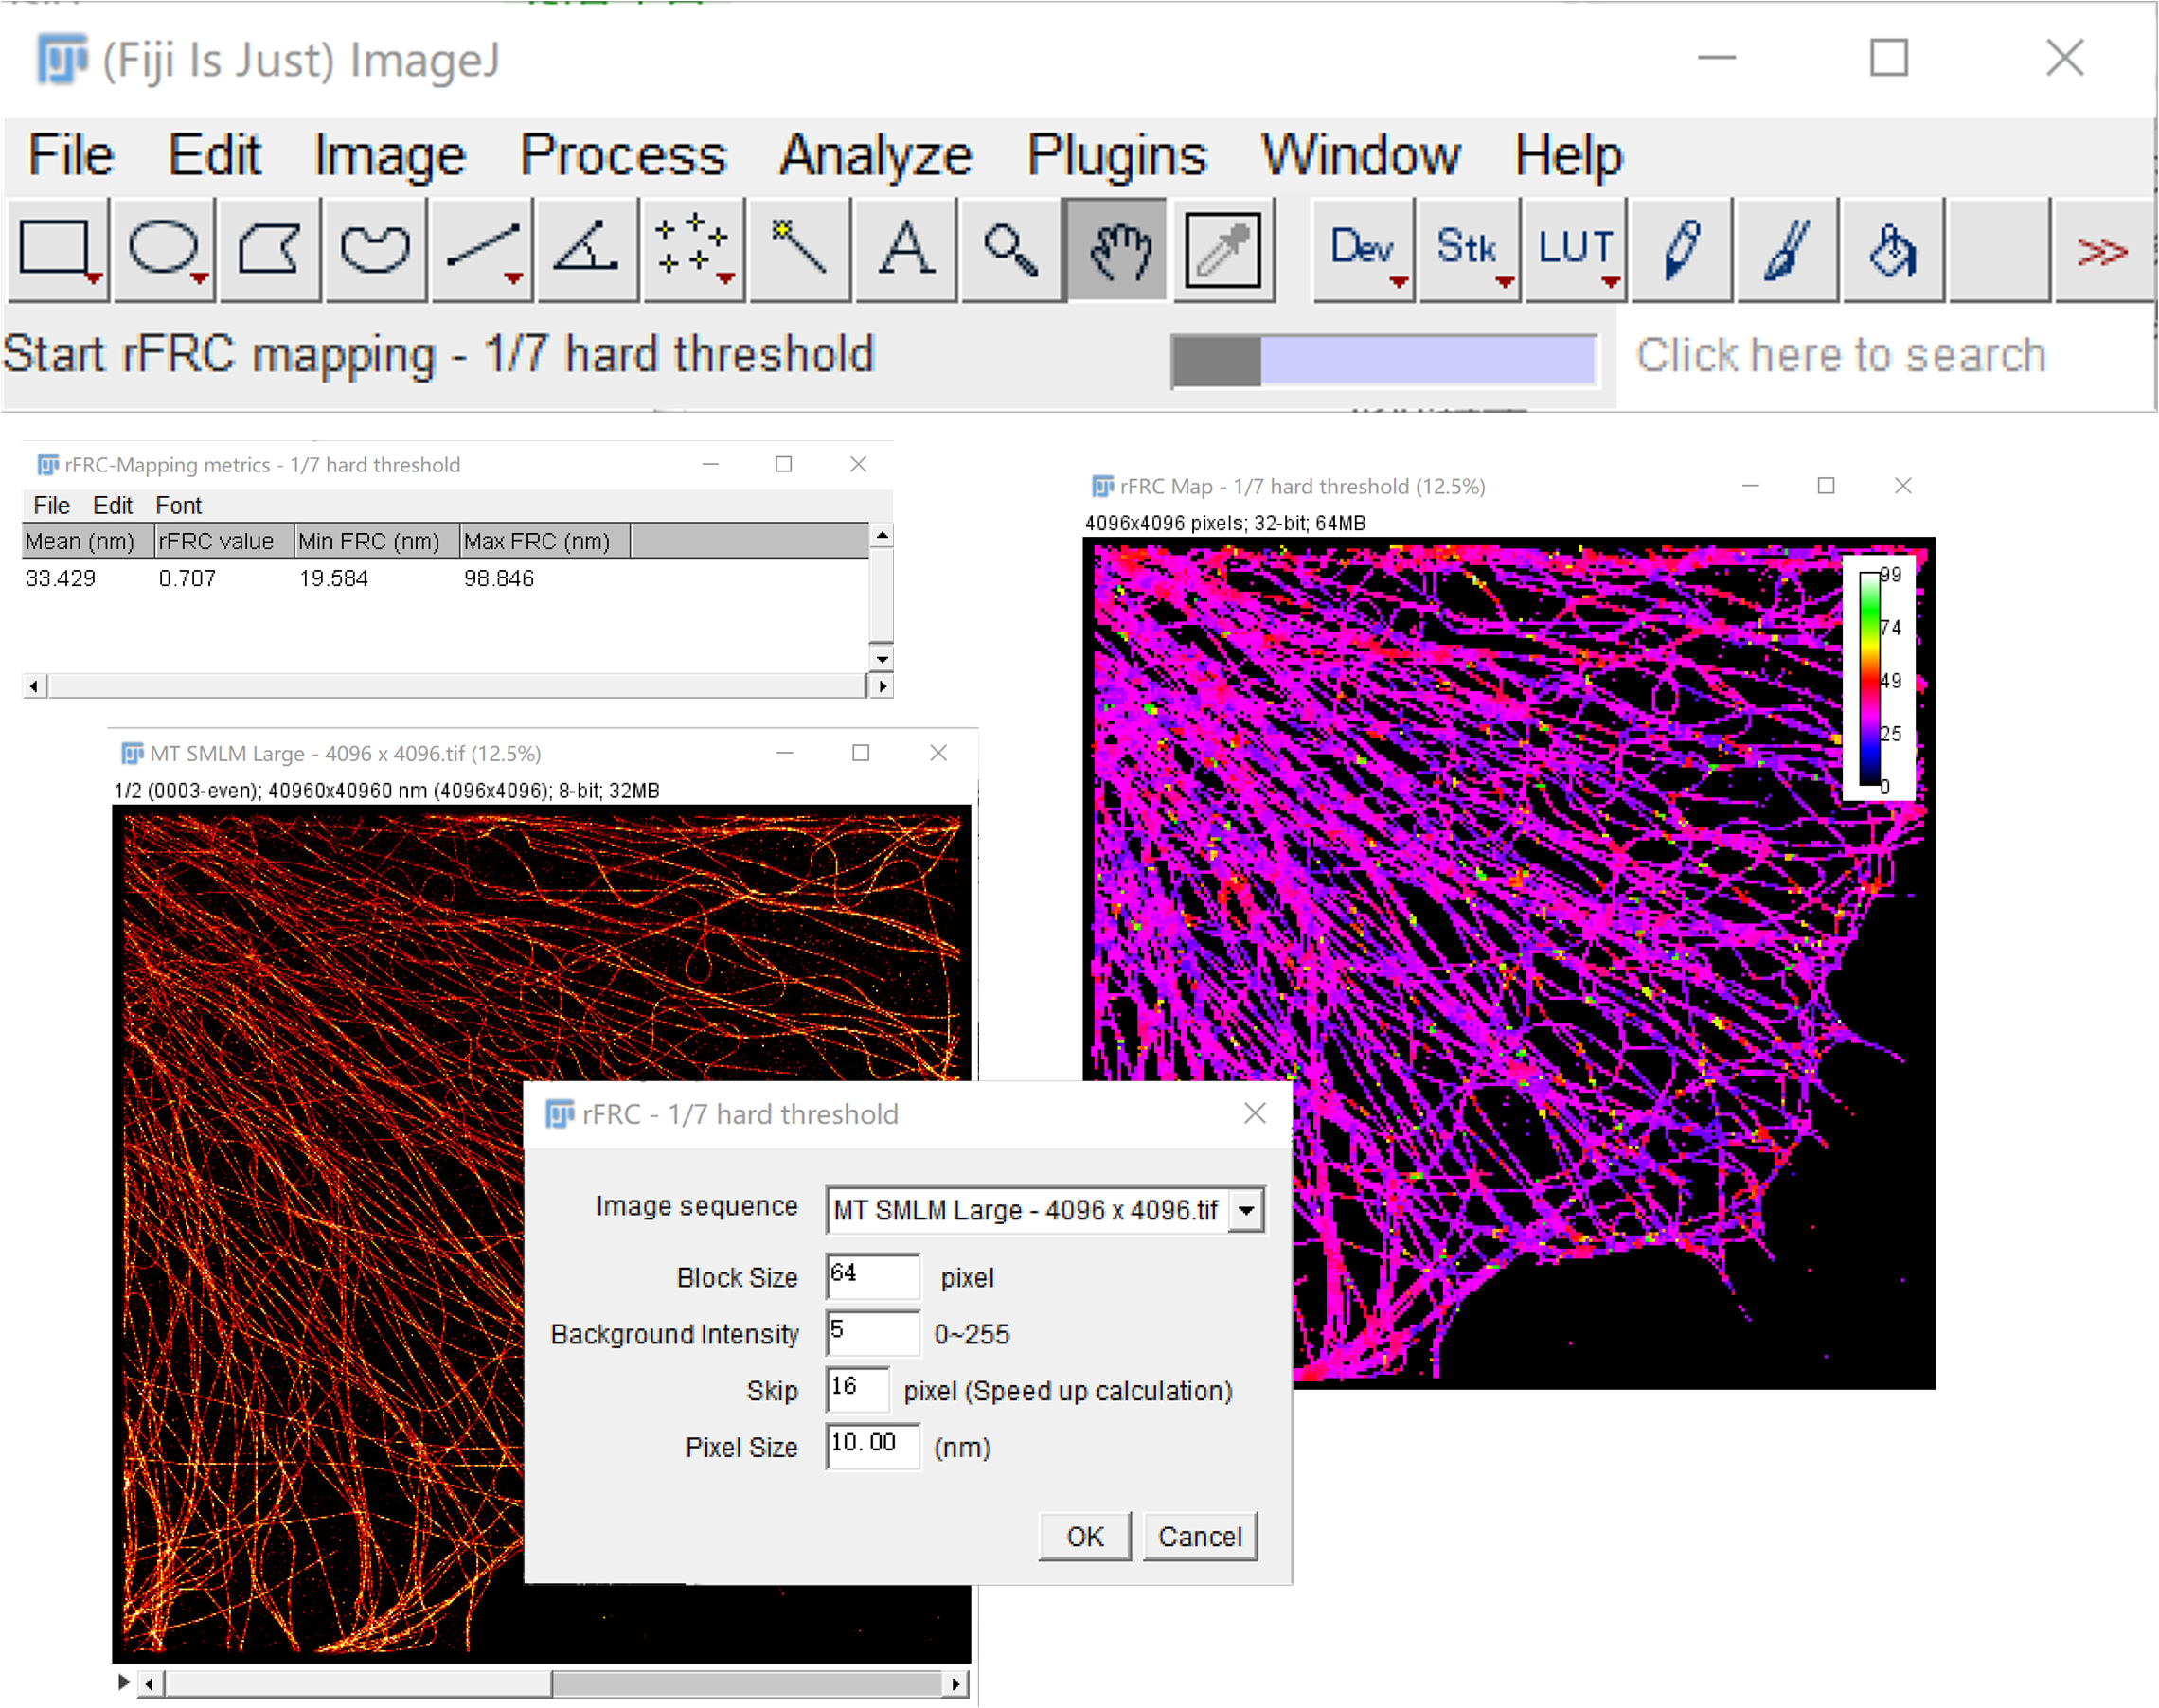 (Fiji Is Just) ImageJ
File Edit Image Process Analyze Plugins Window Help
A Dev Stk LUT >>
Start rFRC mapping - 1/7 hard threshold
Click here to search
rFRC-Mapping metrics - 1/7 hard threshold
File Edit Font
Mean (nm) rFRC value Min FRC (nm) Max FRC (nm)
33.429 0.707 19.584 98.846
rFRC Map - 1/7 hard threshold (12.5%)
4096x4096 pixels; 32-bit; 64MB
99
74
49
25
0
MT SMLM Large - 4096 x 4096.tif (12.5%)
1/2 (0003-even); 40960x40960 nm (4096x4096); 8-bit; 32MB
rFRC - 1/7 hard threshold
Image sequence MT SMLM Large - 4096 x 4096.tif
Block Size 64 pixel
Background Intensity 5 0~255
Skip 16 pixel (Speed up calculation)
Pixel Size 10.00 (nm)
OK Cancel